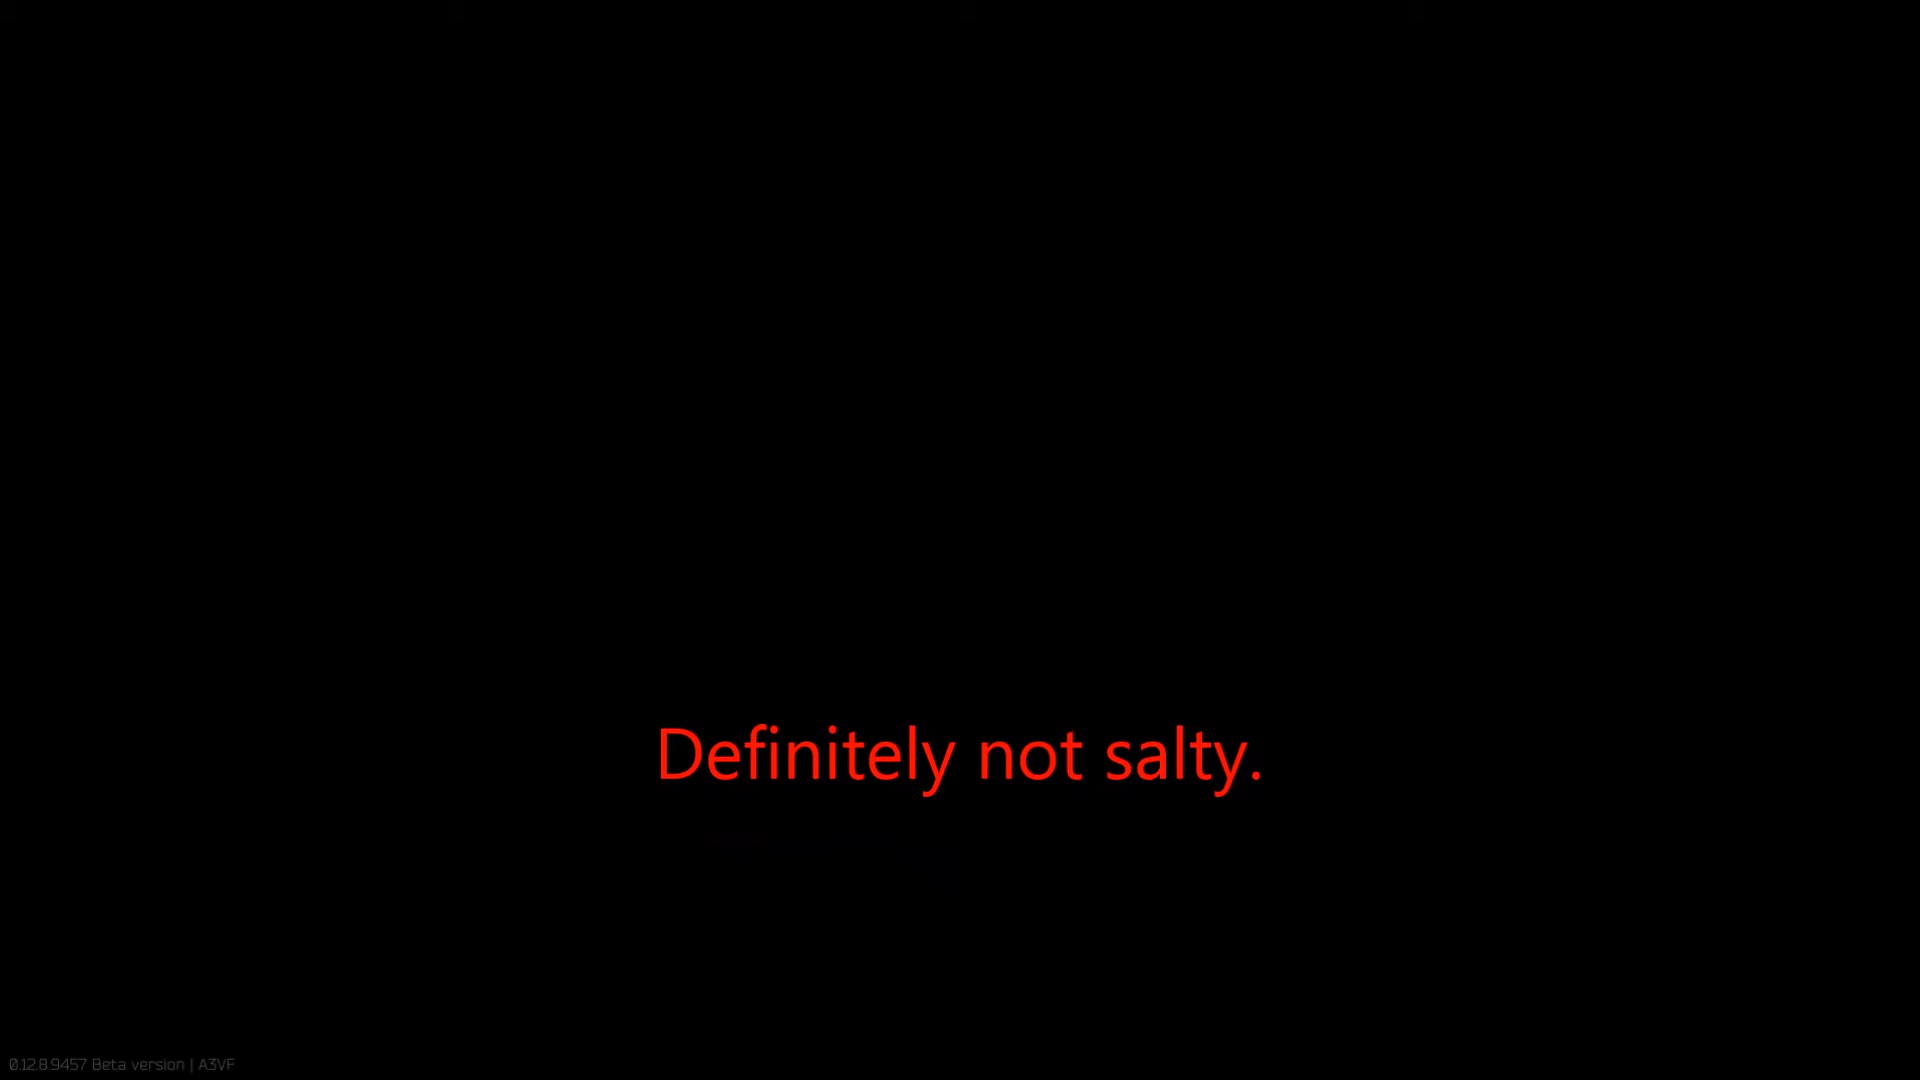 Definitely not salty.
0.12.8.9457 Beta version | A3VF